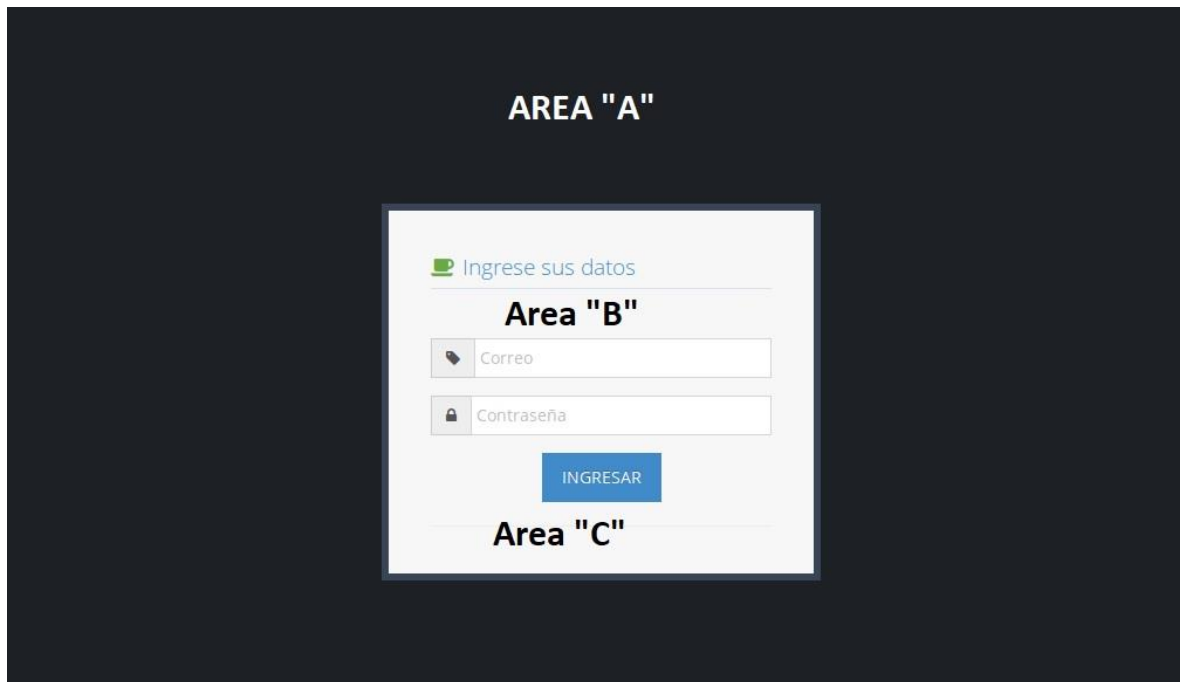 AREA "A"
Ingrese sus datos
Area "B"
Correo
Contraseña
INGRESAR
Area "C"